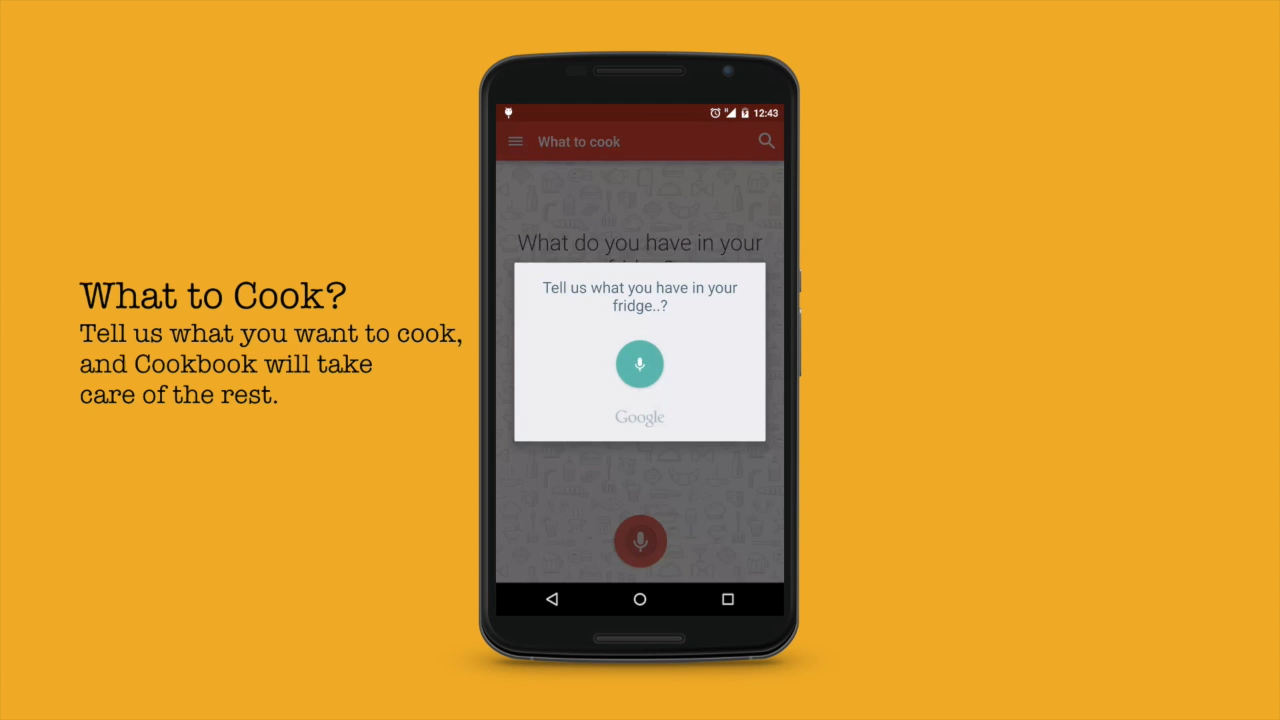 What to Cook?
Tell us what you want to cook,
and Cookbook will take
care of the rest.
12:43
What to cook
What do you have in your
Tell us what you have in your
fridge..?
Google